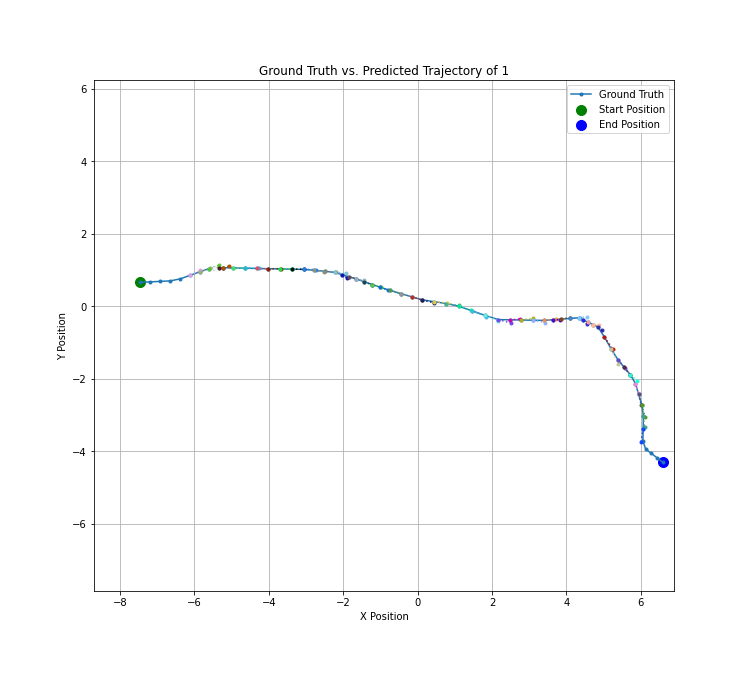 Ground Truth vs. Predicted Trajectory of 1
Ground Truth
Start Position
End Position
6
4
2
0
−2
−4
−6
Y Position
−8 −6 −4 −2 0 2 4 6
X Position